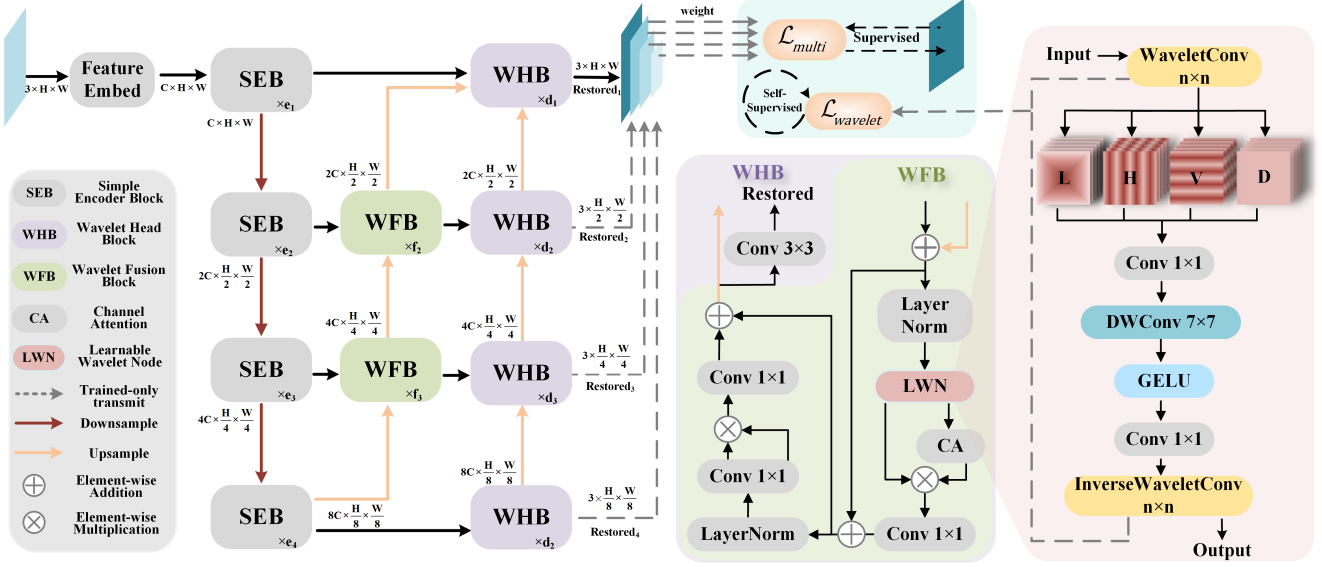 3×H×W
Feature
Embed
C×H×W
SEB
×e1
WHB
×d1
3×H×W
Restored1
weight
ℒmulti
Supervised
Self-
Supervised
ℒwavelet
C×H×W
2C×H/2×W/2
2C×H/2×W/2
SEB
×e2
WFB
×f2
WHB
×d2
3×H/2×W/2
Restored2
2C×H/2×W/2
4C×H/4×W/4
4C×H/4×W/4
SEB
×e3
WFB
×f3
WHB
×d3
3×H/4×W/4
Restored3
4C×H/4×W/4
8C×H/8×W/8
SEB
×e4
8C×H/8×W/8
WHB
×d2
3×H/8×W/8
Restored4
SEB
Simple
Encoder Block
WHB
Wavelet Head
Block
WFB
Wavelet Fusion
Block
CA
Channel
Attention
LWN
Learnable
Wavelet Node
Trained-only
transmit
Downsample
Upsample
Element-wise
Addition
Element-wise
Multiplication
WHB
Restored
Conv 3×3
Conv 1×1
Conv 1×1
LayerNorm
WFB
Layer
Norm
LWN
CA
Conv 1×1
Input
WaveletConv
n×n
L
H
V
D
Conv 1×1
DWConv 7×7
GELU
Conv 1×1
InverseWaveletConv
n×n
Output